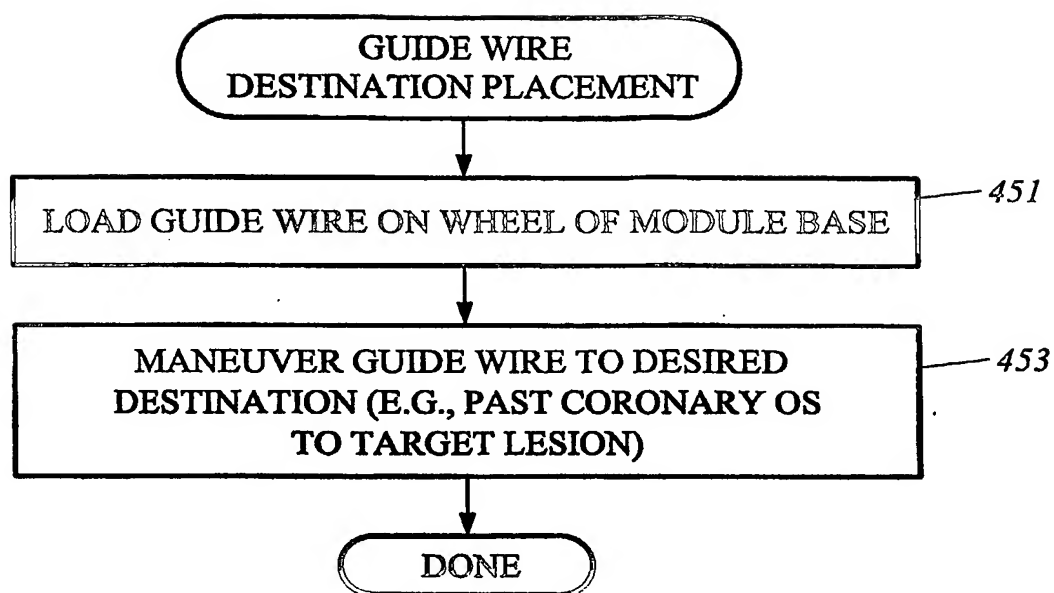 GUIDE WIRE
DESTINATION PLACEMENT
LOAD GUIDE WIRE ON WHEEL OF MODULE BASE
451
MANEUVER GUIDE WIRE TO DESIRED
DESTINATION (E.G., PAST CORONARY OS
TO TARGET LESION)
453
DONE